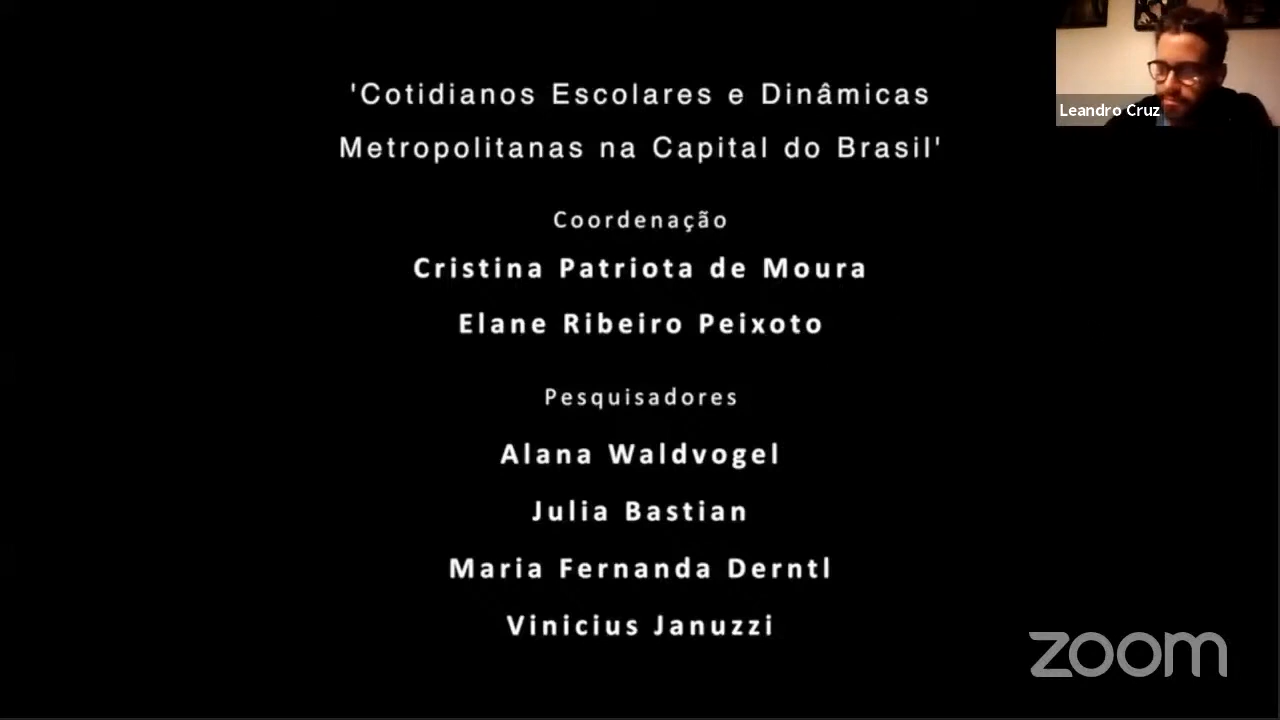 'Cotidianos Escolares e Dinâmicas
Metropolitanas na Capital do Brasil'
Coordenação
Cristina Patriota de Moura
Elane Ribeiro Peixoto
Pesquisadores
Alana Waldvogel
Julia Bastian
Maria Fernanda Derntl
Vinicius Januzzi
Leandro Cruz
zoom